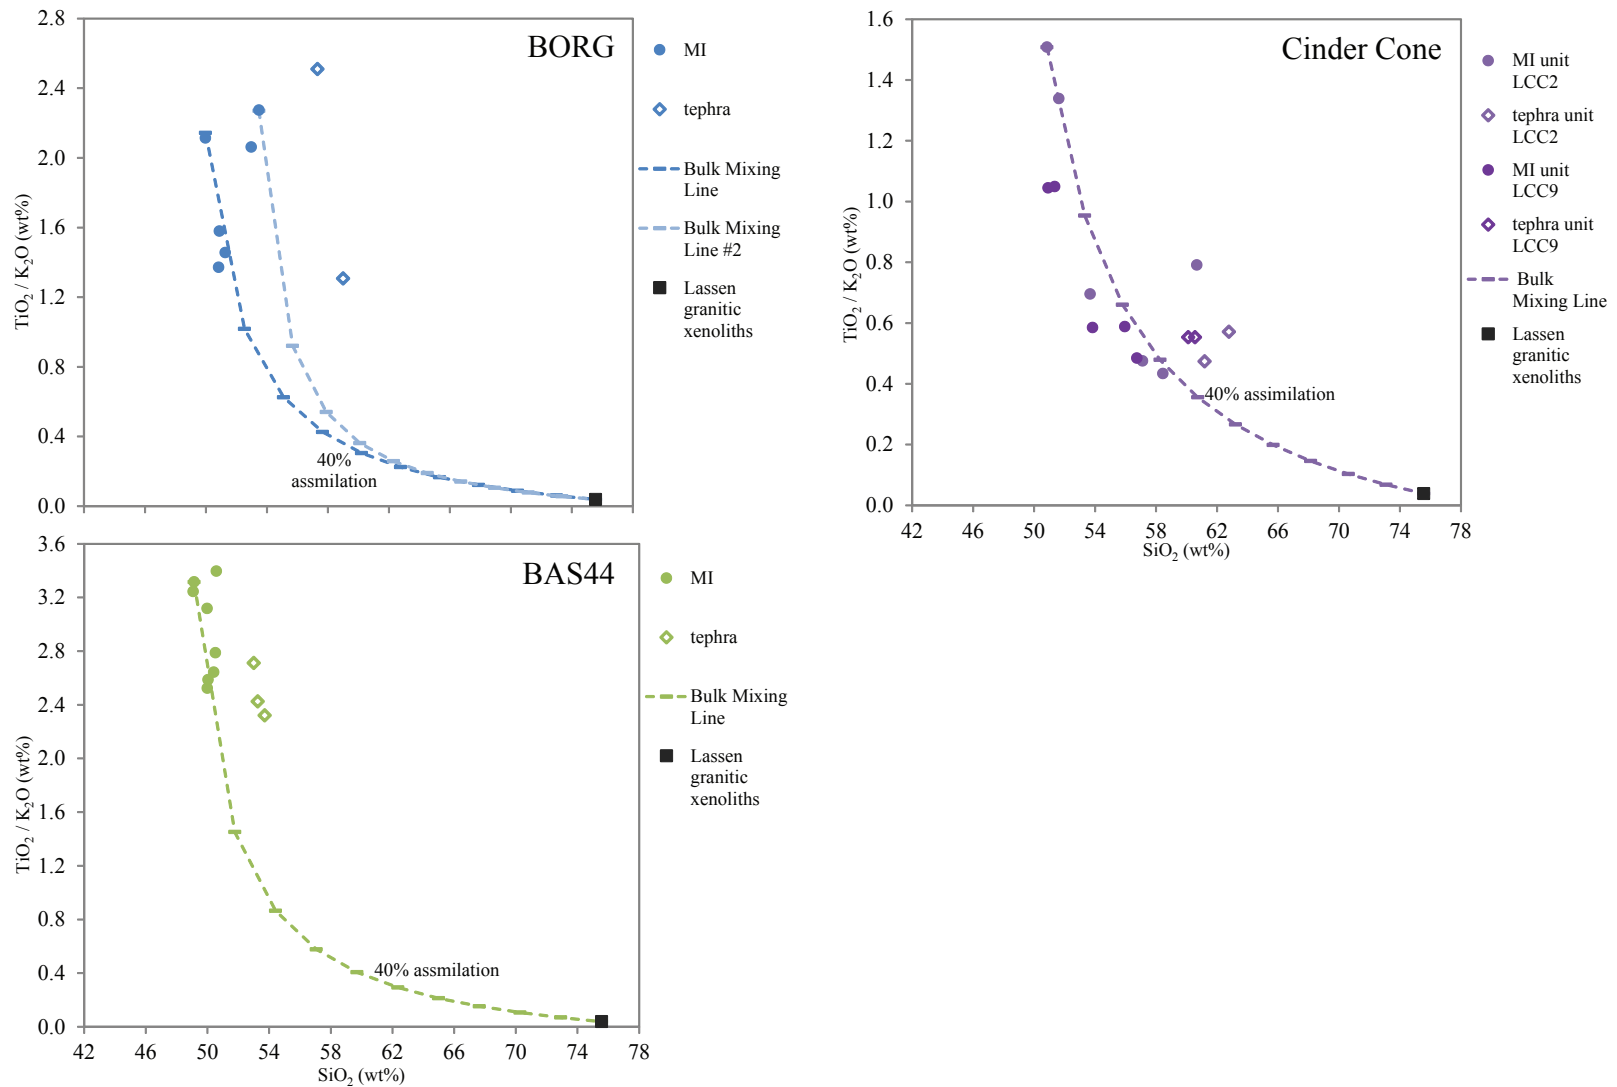 BORG
2.8
2.4
2.0
1.6
1.2
0.8
0.4
0.0
TiO₂ / K₂O (wt%)
40%
assmilation
MI
tephra
Bulk Mixing
Line
Bulk Mixing
Line #2
Lassen
granitic
xenoliths
Cinder Cone
1.6
1.4
1.2
1.0
0.8
0.6
0.4
0.2
0.0
TiO₂ / K₂O (wt%)
40% assimilation
42 46 50 54 58 62 66 70 74 78
SiO₂ (wt%)
MI unit
LCC2
tephra unit
LCC2
MI unit
LCC9
tephra unit
LCC9
Bulk
Mixing Line
Lassen
granitic
xenoliths
BAS44
3.6
3.2
2.8
2.4
2.0
1.6
1.2
0.8
0.4
0.0
TiO₂ / K₂O (wt%)
40% assmilation
42 46 50 54 58 62 66 70 74 78
SiO₂ (wt%)
MI
tephra
Bulk Mixing
Line
Lassen
granitic
xenoliths